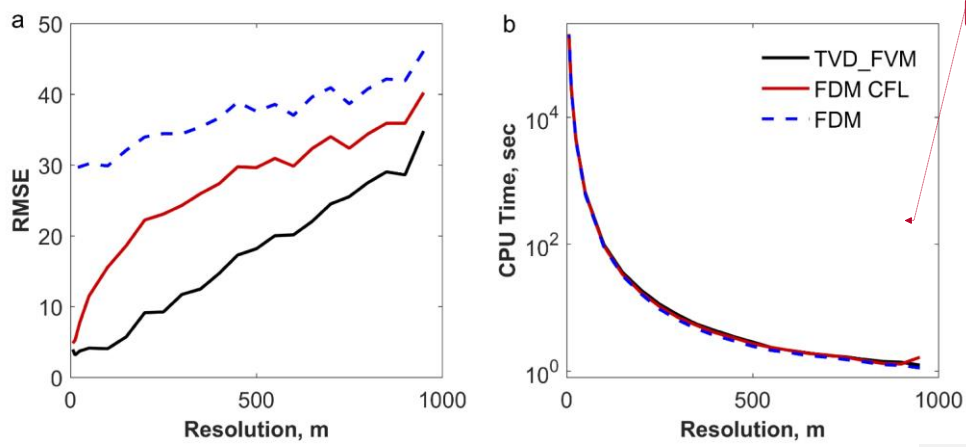 a
50
40
30
20
10
0
RMSE
0
500
1000
Resolution, m
b
TVD_FVM
FDM CFL
FDM
10^4
10^2
10^0
CPU Time, sec
0
500
1000
Resolution, m